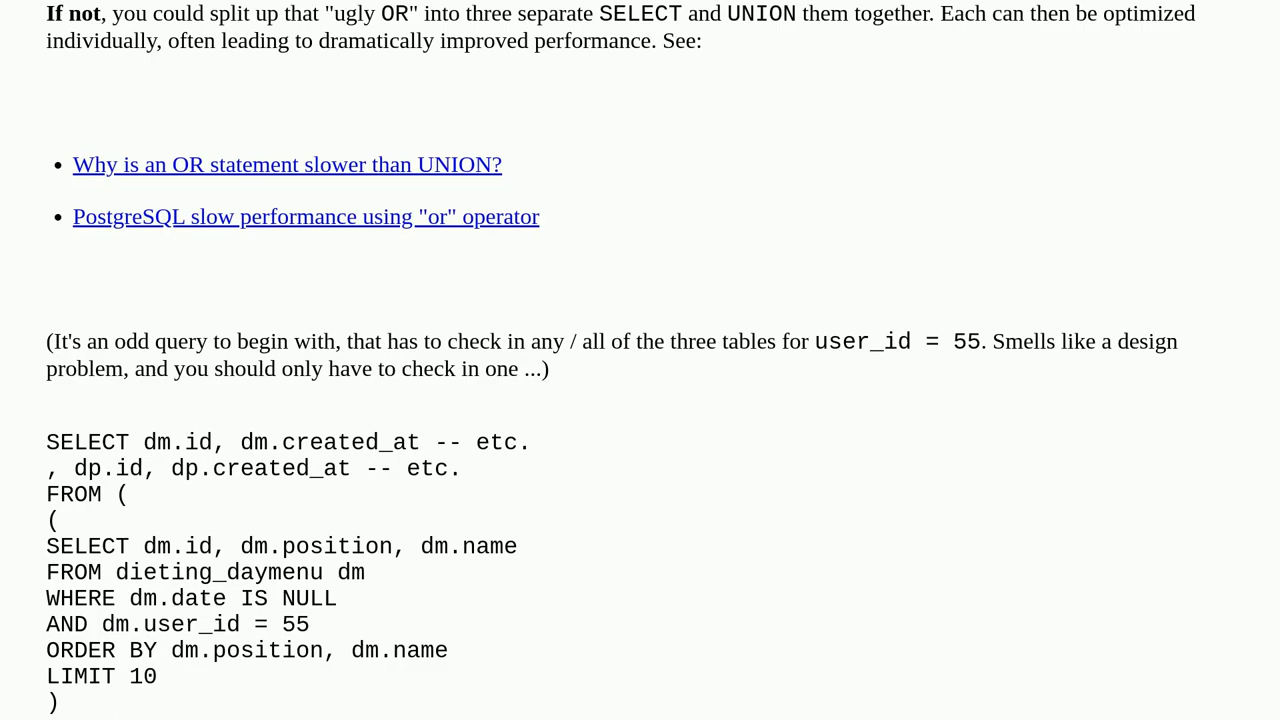 If not, you could split up that "ugly OR" into three separate SELECT and UNION them together. Each can then be optimized
individually, often leading to dramatically improved performance. See:
• Why is an OR statement slower than UNION?
• PostgreSQL slow performance using "or" operator
(It's an odd query to begin with, that has to check in any / all of the three tables for user_id = 55. Smells like a design
problem, and you should only have to check in one ...)
SELECT dm.id, dm.created_at -- etc.
, dp.id, dp.created_at -- etc.
FROM (
(
SELECT dm.id, dm.position, dm.name
FROM dieting_daymenu dm
WHERE dm.date IS NULL
AND dm.user_id = 55
ORDER BY dm.position, dm.name
LIMIT 10
)